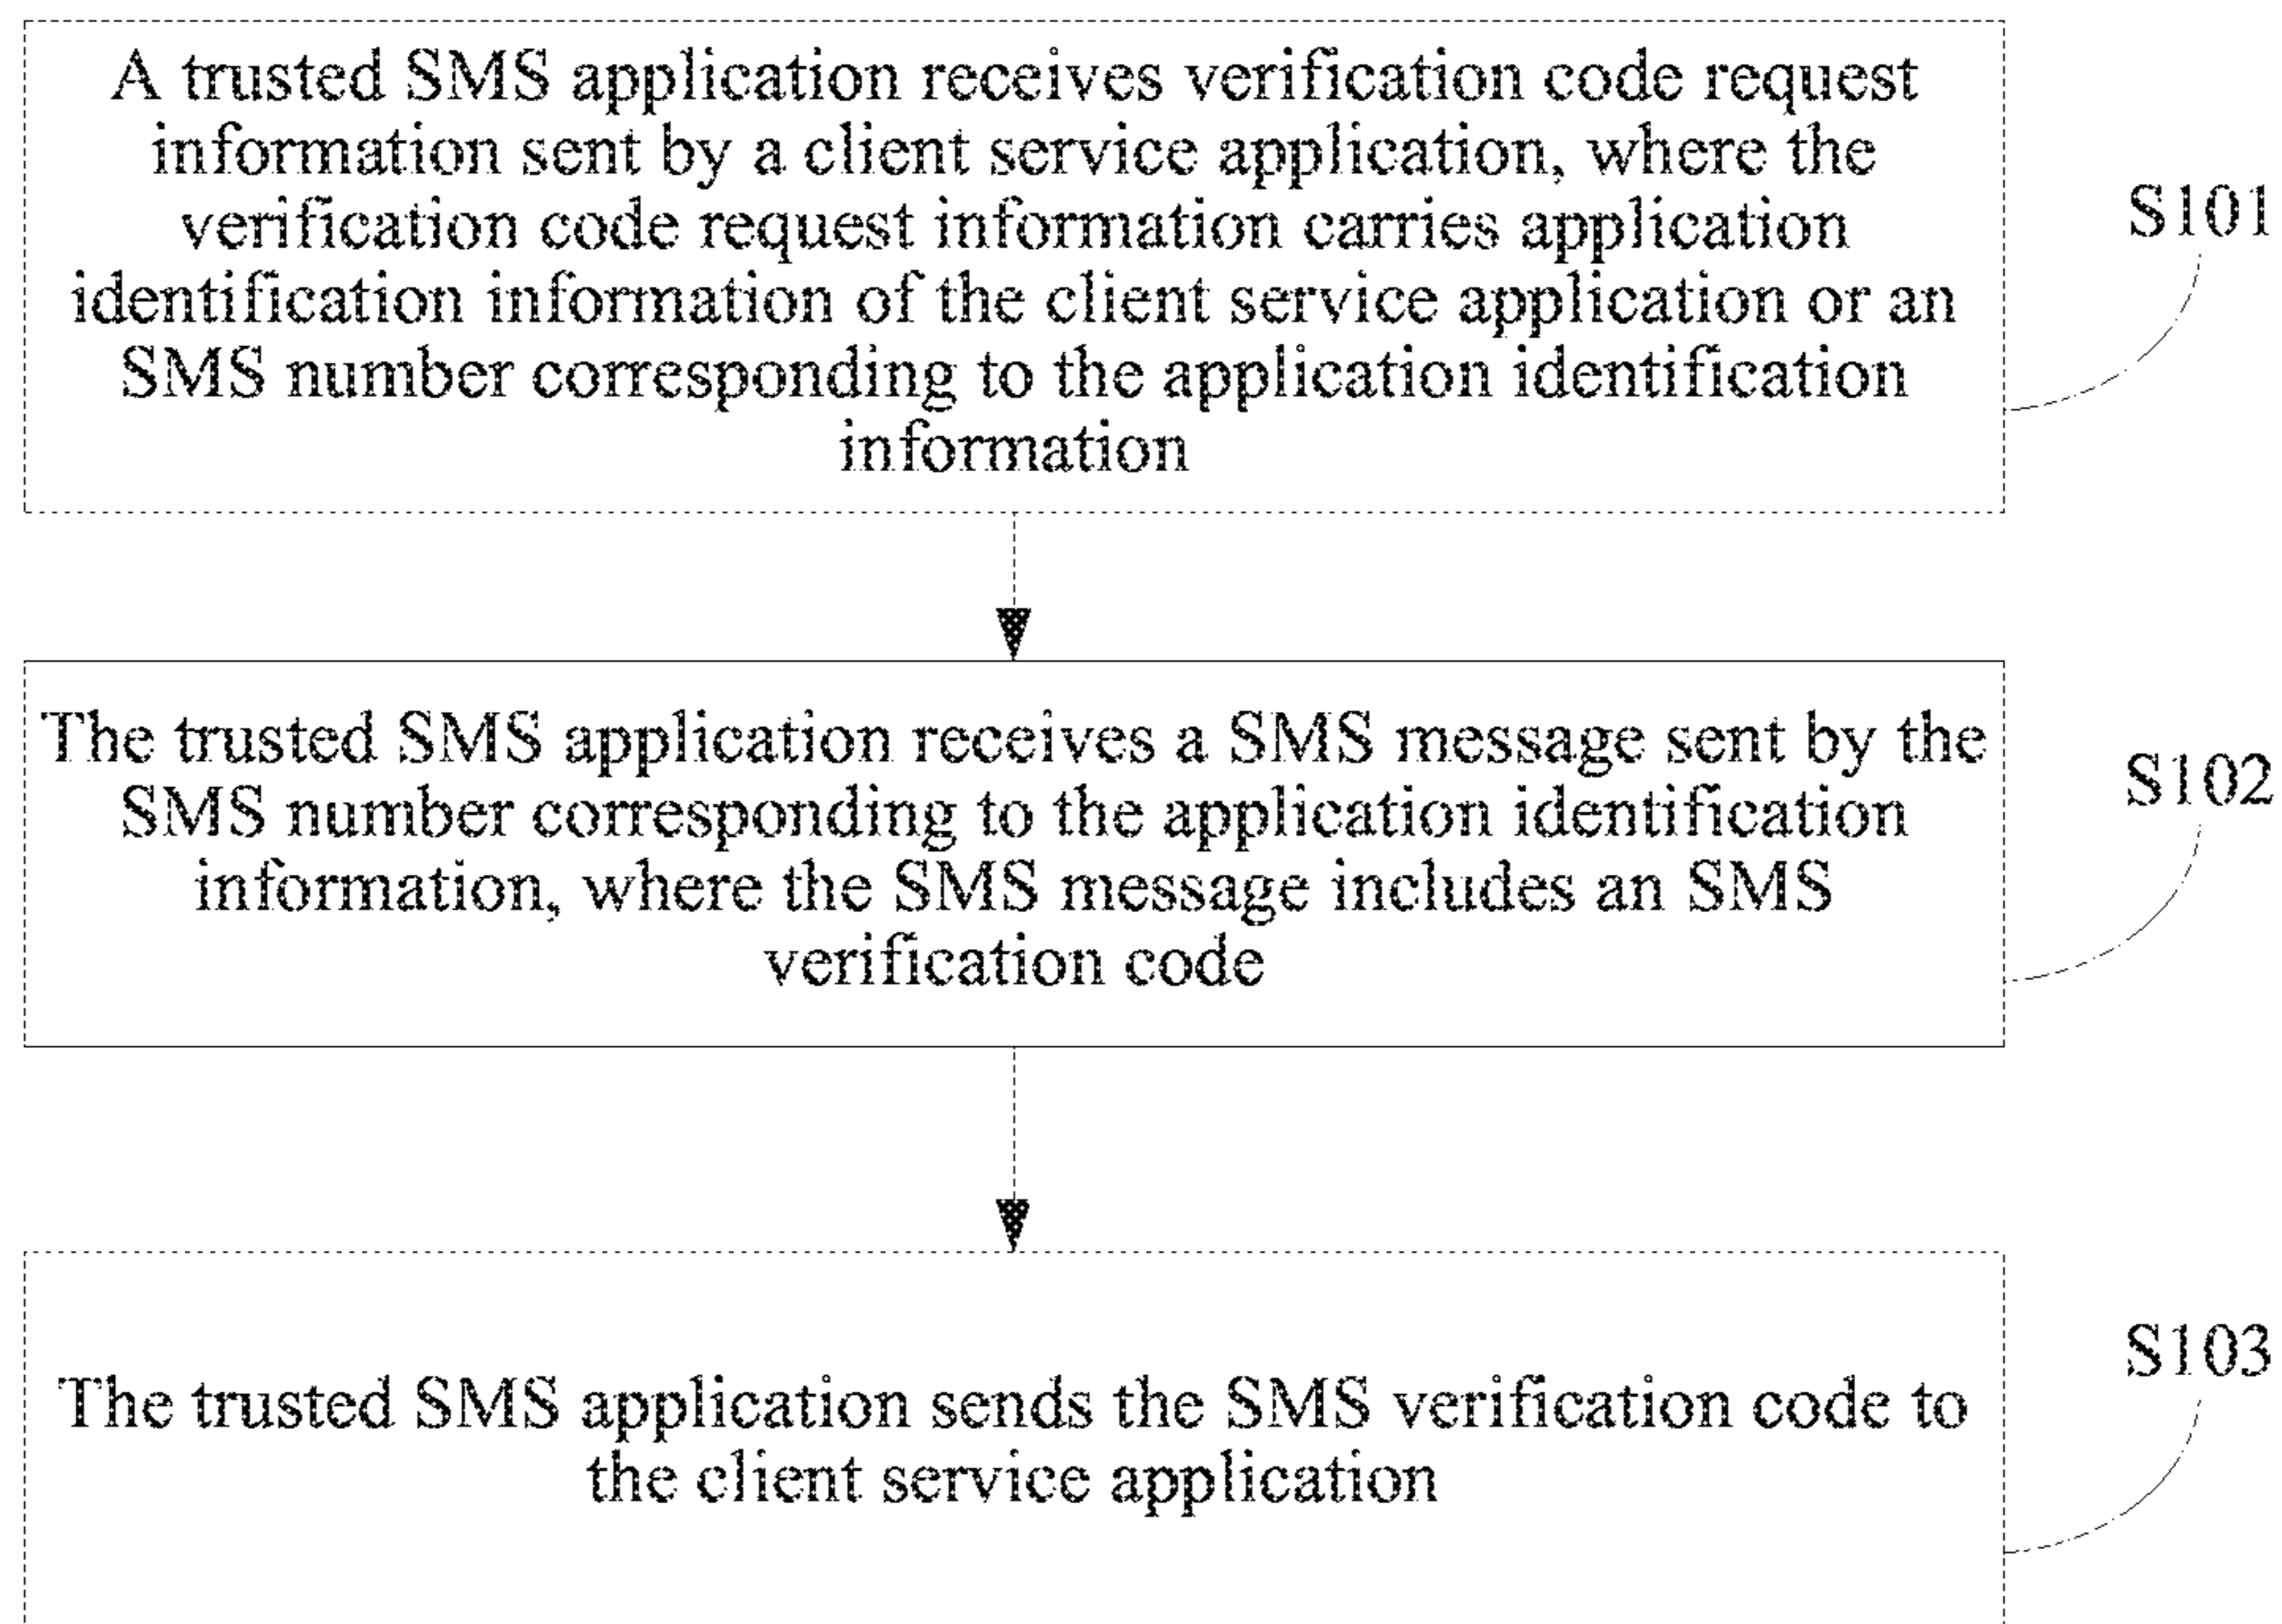 A trusted SMS application receives verification code request
information sent by a client service application, where the
verification code request information carries application
identification information of the client service application or an
SMS number corresponding to the application identification
information
S101
The trusted SMS application receives a SMS message sent by the
SMS number corresponding to the application identification
information, where the SMS message includes an SMS
verification code
S102
The trusted SMS application sends the SMS verification code to
the client service application
S103